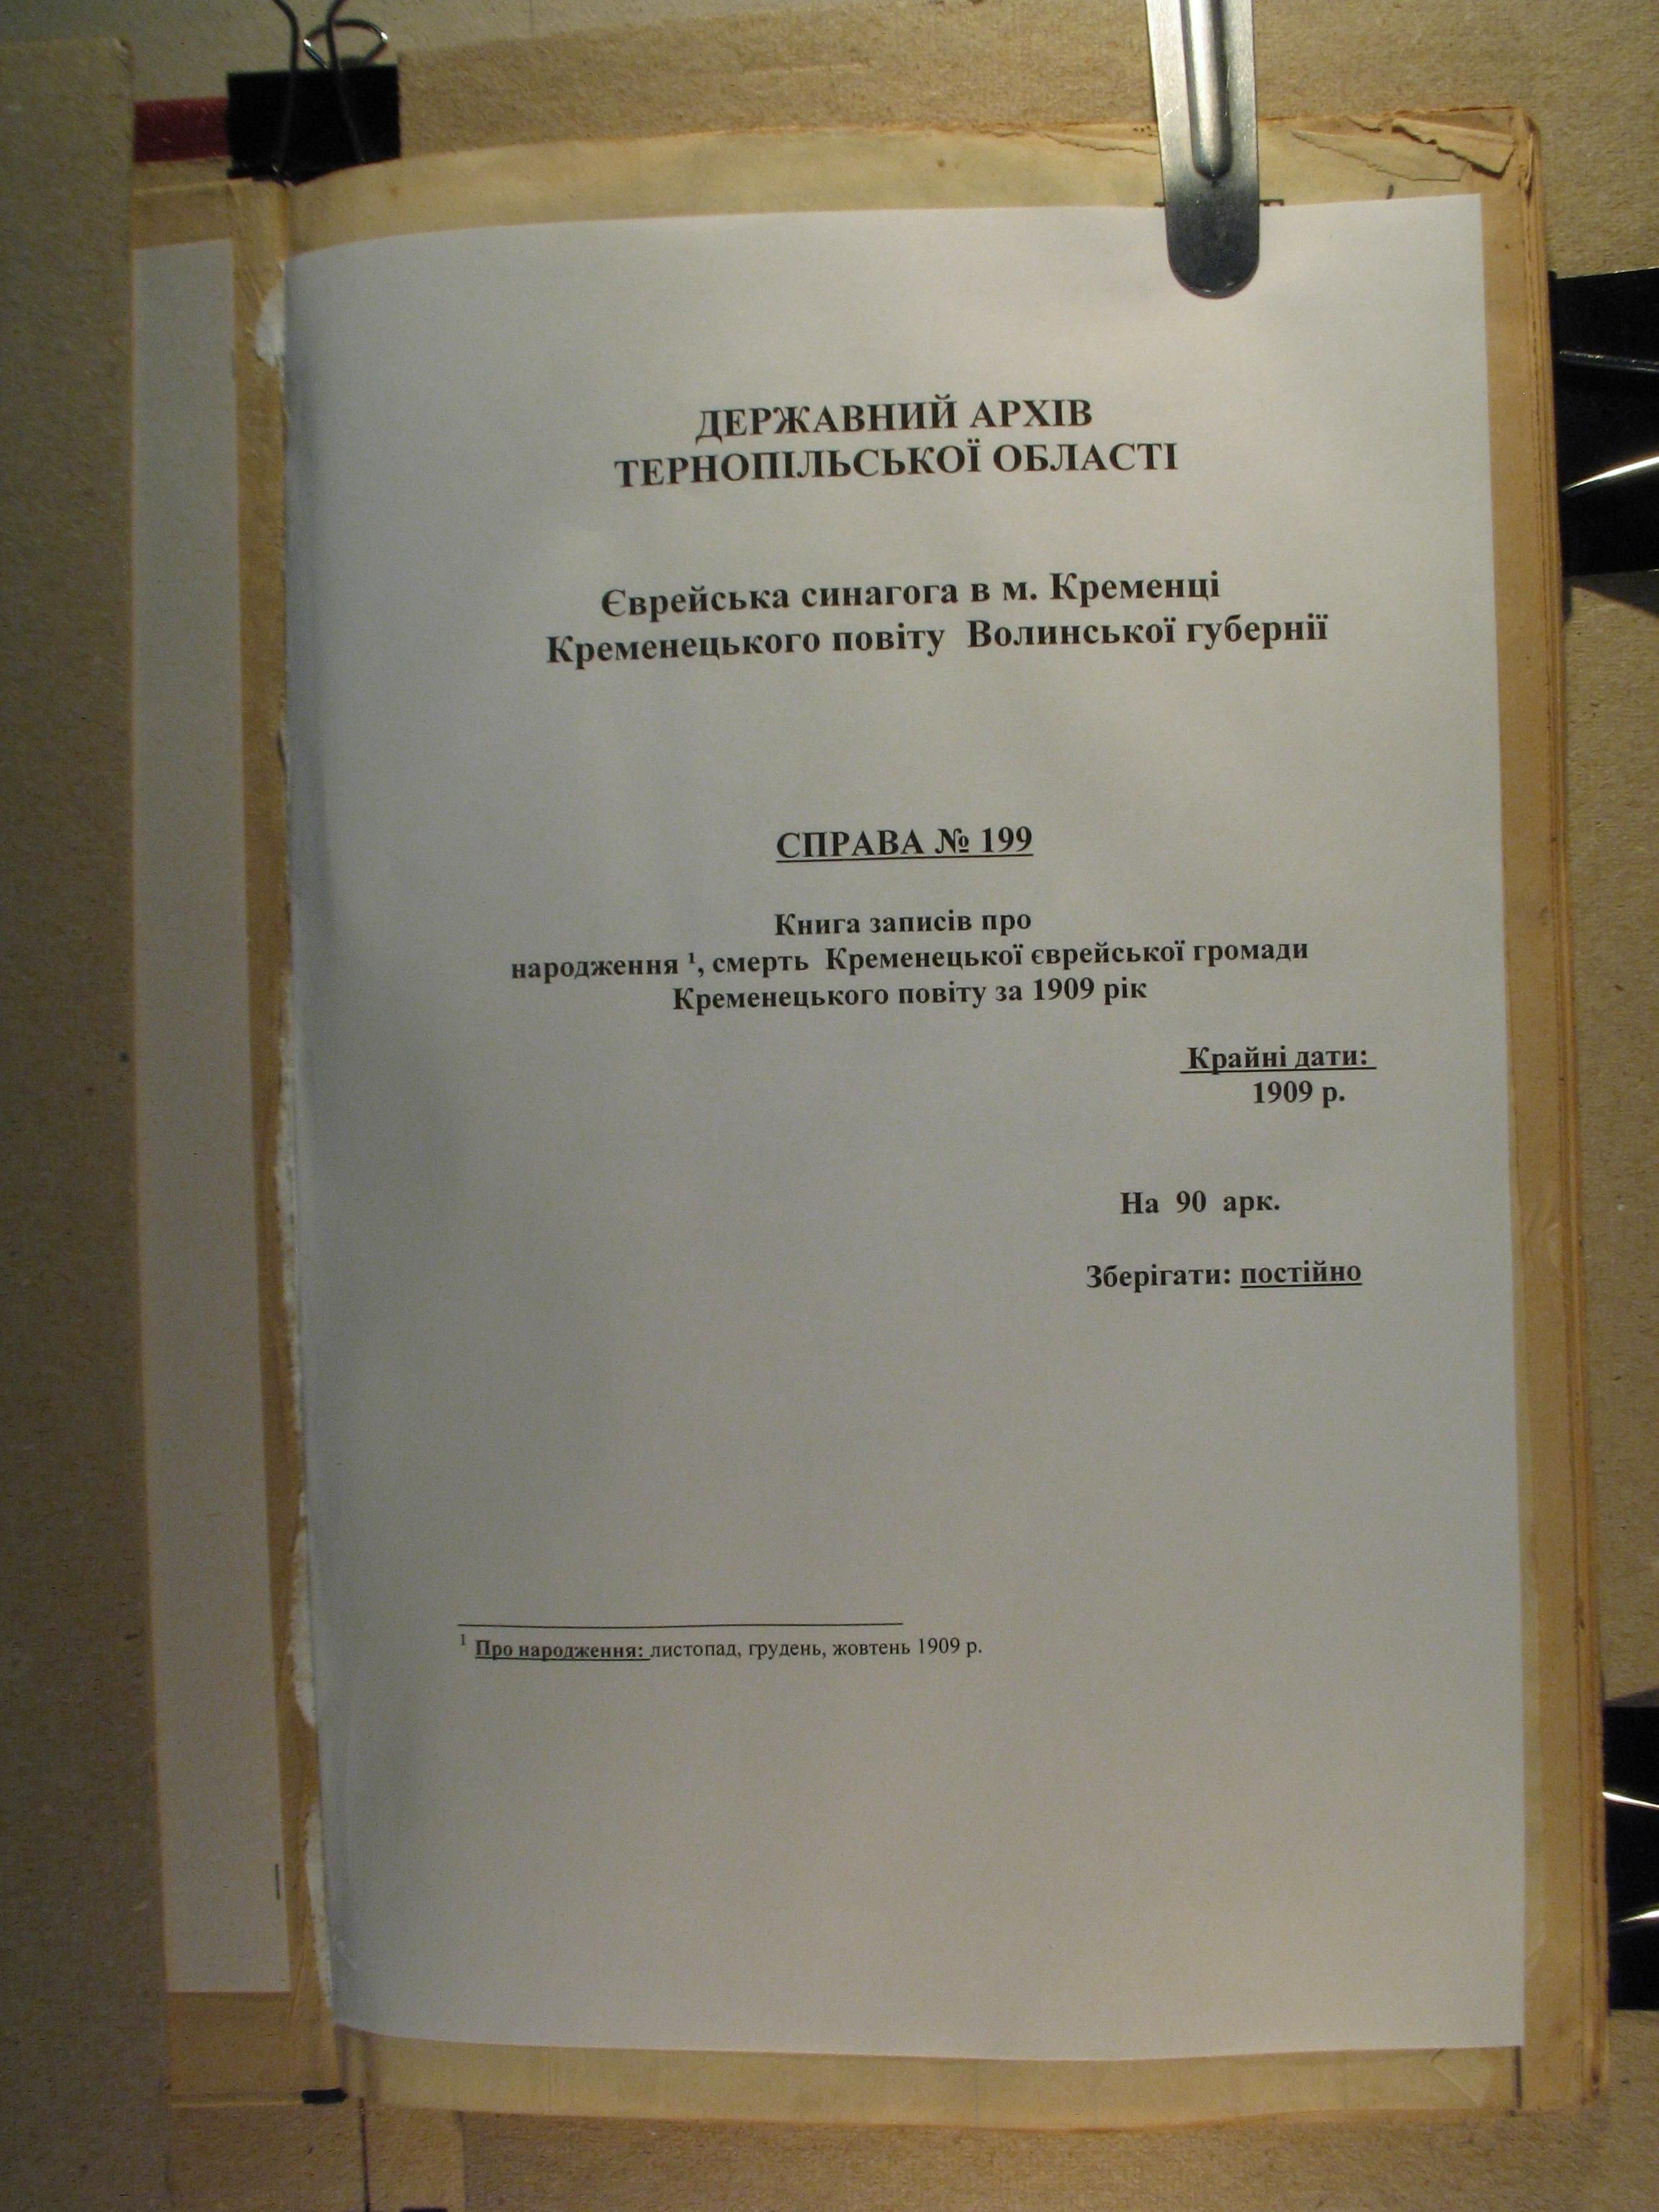 ДЕРЖАВНИЙ АРХІВ
ТЕРНОПІЛЬСЬКОЇ ОБЛАСТІ
Єврейська синагога в м. Кременці
Кременецького повіту Волинської губернії
СПРАВА № 199
Книга записів про
народження ¹, смерть Кременецької єврейської громади
Кременецького повіту за 1909 рік
Крайні дати:
1909 р.
На 90 арк.
Зберігати: постійно
¹ Про народження: листопад, грудень, жовтень 1909 р.